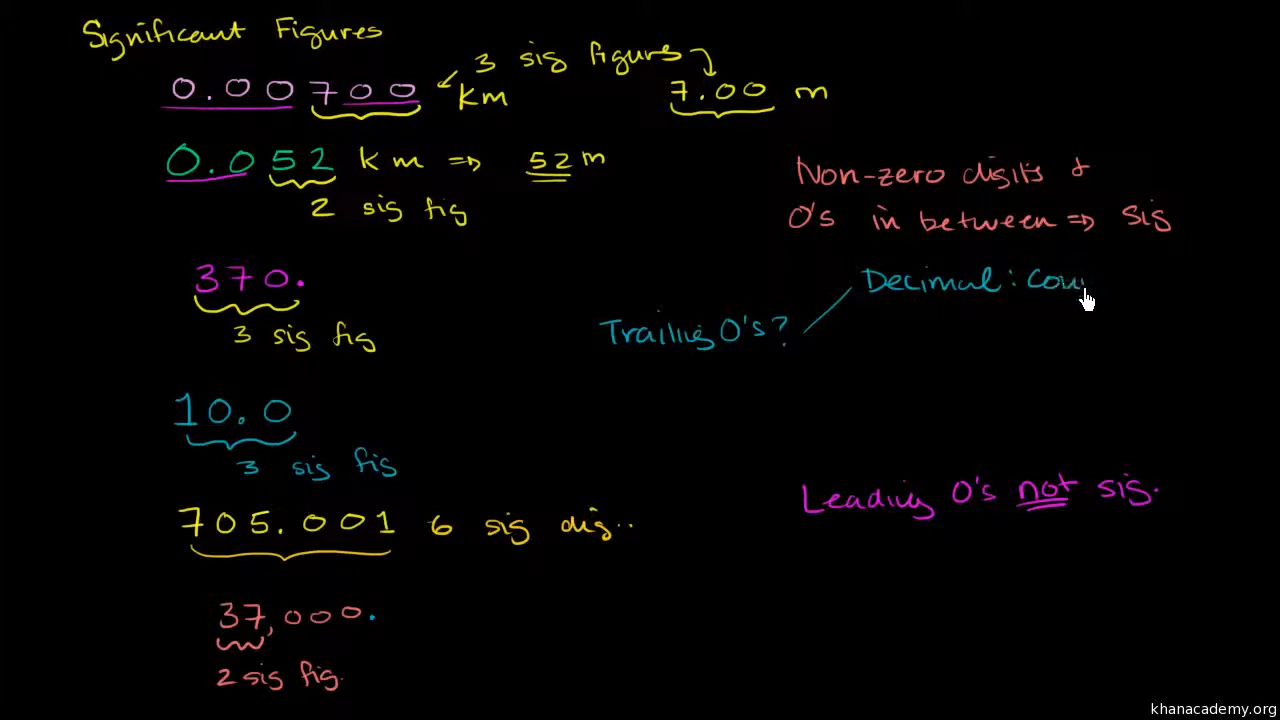 Significant Figures
3 sig figures
0.00700 km 7.00 m
0.052 km ⇒ 52 m
2 sig fig
Non-zero digits &
0's in between ⇒ sig
370.
3 sig fig
Decimal: cou
Trailing 0's?
10.0
3 sig fig
Leading 0's not sig.
705.001 6 sig dig..
37,000.
2 sig fig.
khanacademy.org